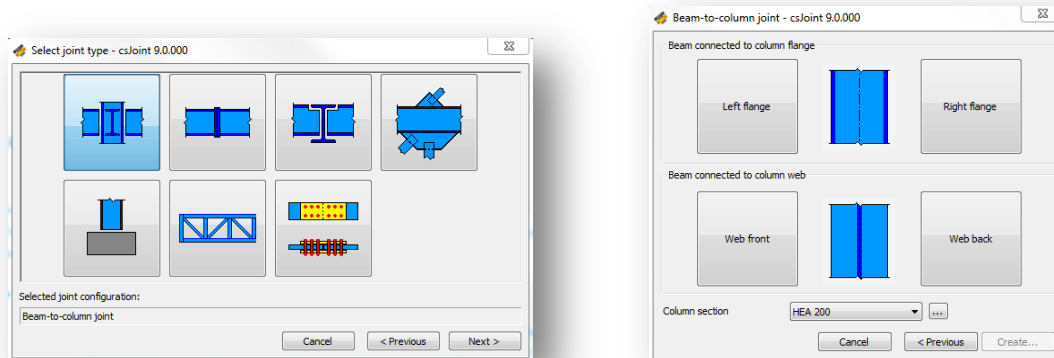 Select joint type - csJoint 9.0.000
Selected joint configuration:
Beam-to-column joint
Cancel
< Previous
Next >
Beam-to-column joint - csJoint 9.0.000
Beam connected to column flange
Left flange
Right flange
Beam connected to column web
Web front
Web back
Column section
HEA 200
...
Cancel
< Previous
Create...